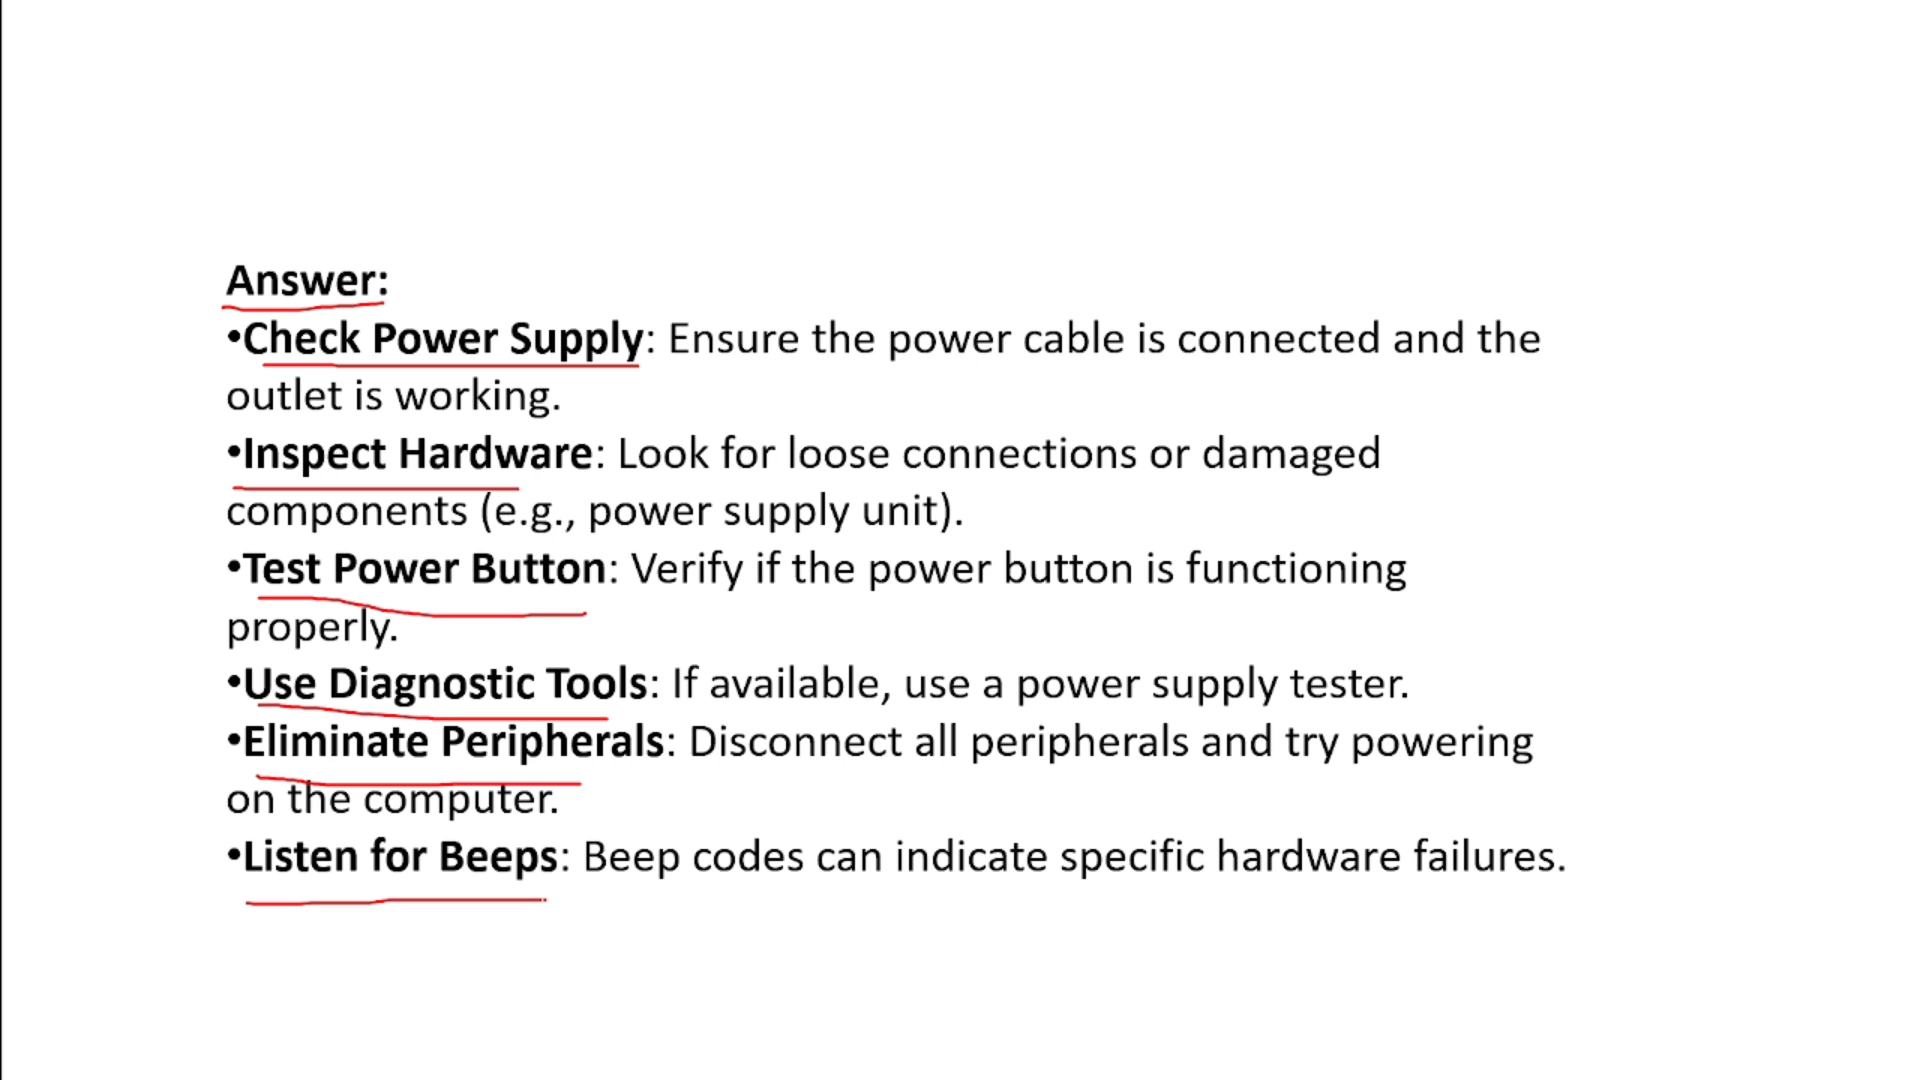 Answer:
•Check Power Supply: Ensure the power cable is connected and the
outlet is working.
•Inspect Hardware: Look for loose connections or damaged
components (e.g., power supply unit).
•Test Power Button: Verify if the power button is functioning
properly.
•Use Diagnostic Tools: If available, use a power supply tester.
•Eliminate Peripherals: Disconnect all peripherals and try powering
on the computer.
•Listen for Beeps: Beep codes can indicate specific hardware failures.